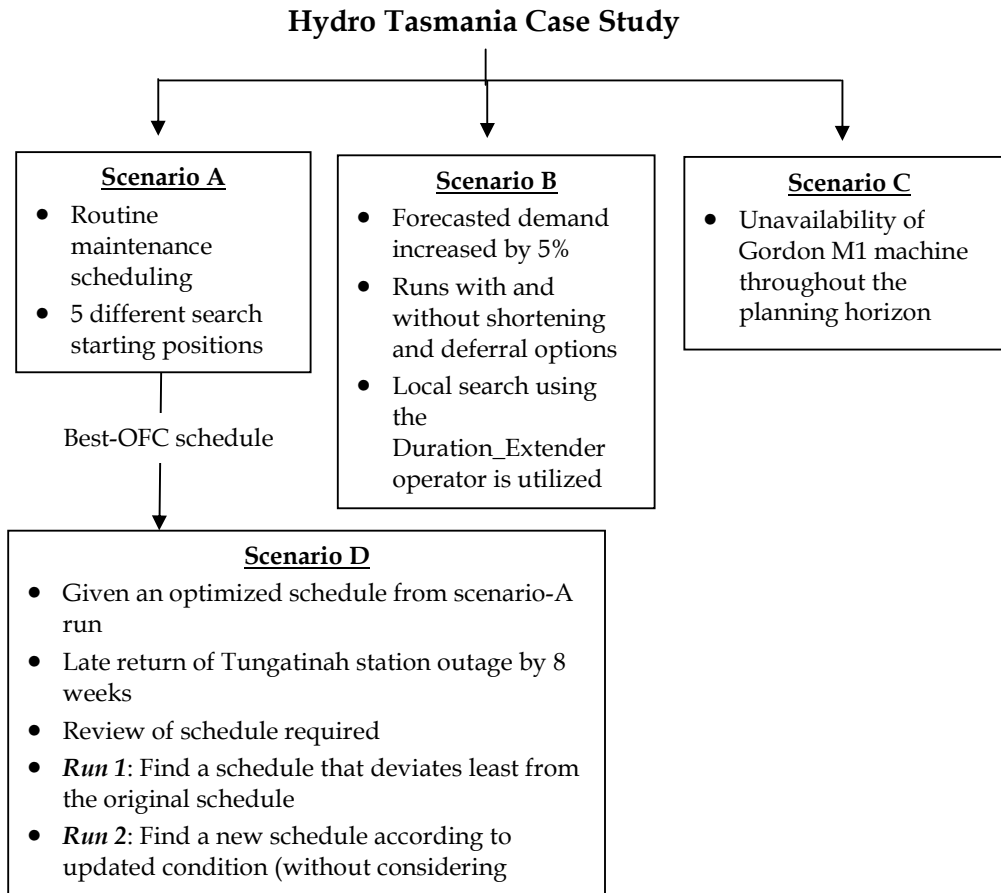 Hydro Tasmania Case Study
Scenario A
• Routine
maintenance
scheduling
• 5 different search
starting positions
Scenario B
• Forecasted demand
increased by 5%
• Runs with and
without shortening
and deferral options
• Local search using
the
Duration_Extender
operator is utilized
Scenario C
• Unavailability of
Gordon M1 machine
throughout the
planning horizon
Best-OFC schedule
Scenario D
• Given an optimized schedule from scenario-A
run
• Late return of Tungatinah station outage by 8
weeks
• Review of schedule required
• Run 1: Find a schedule that deviates least from
the original schedule
• Run 2: Find a new schedule according to
updated condition (without considering